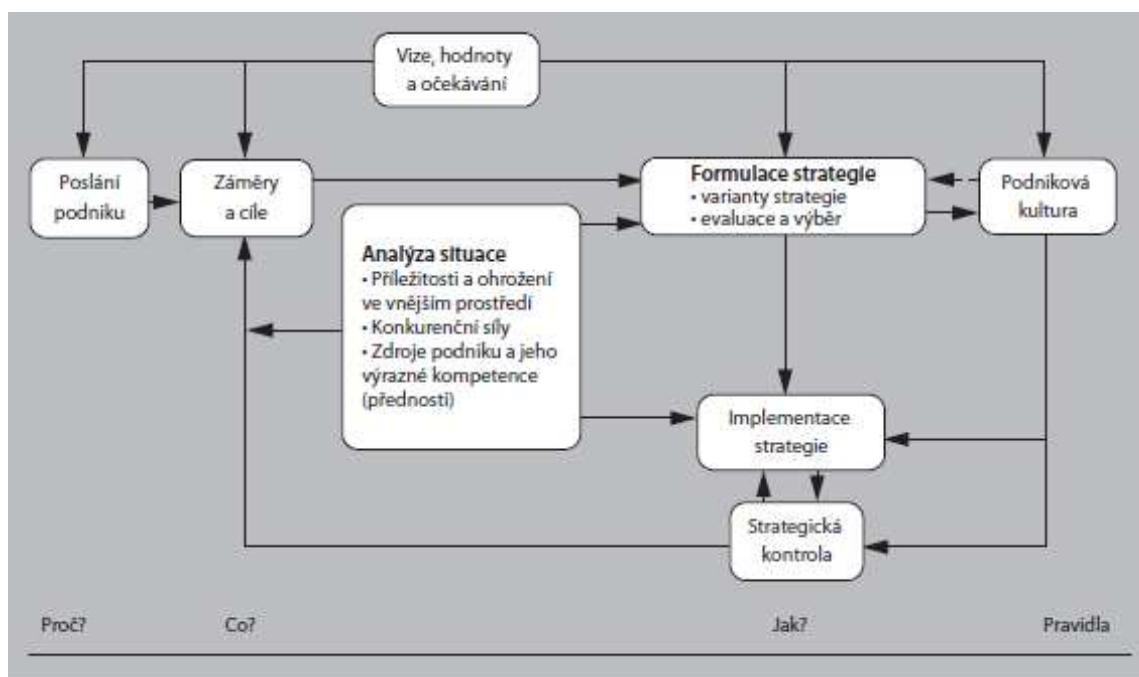 Vize, hodnoty
a očekávání
Poslání
podniku
Záměry
a cíle
Formulace strategie
• varianty strategie
• evaluace a výběr
Podniková
kultura
Analýza situace
• Příležitosti a ohrožení
ve vnějším prostředí
• Konkurenční síly
• Zdroje podniku a jeho
výrazné kompetence
(přednosti)
Implementace
strategie
Strategická
kontrola
Proč?
Co?
Jak?
Pravidla